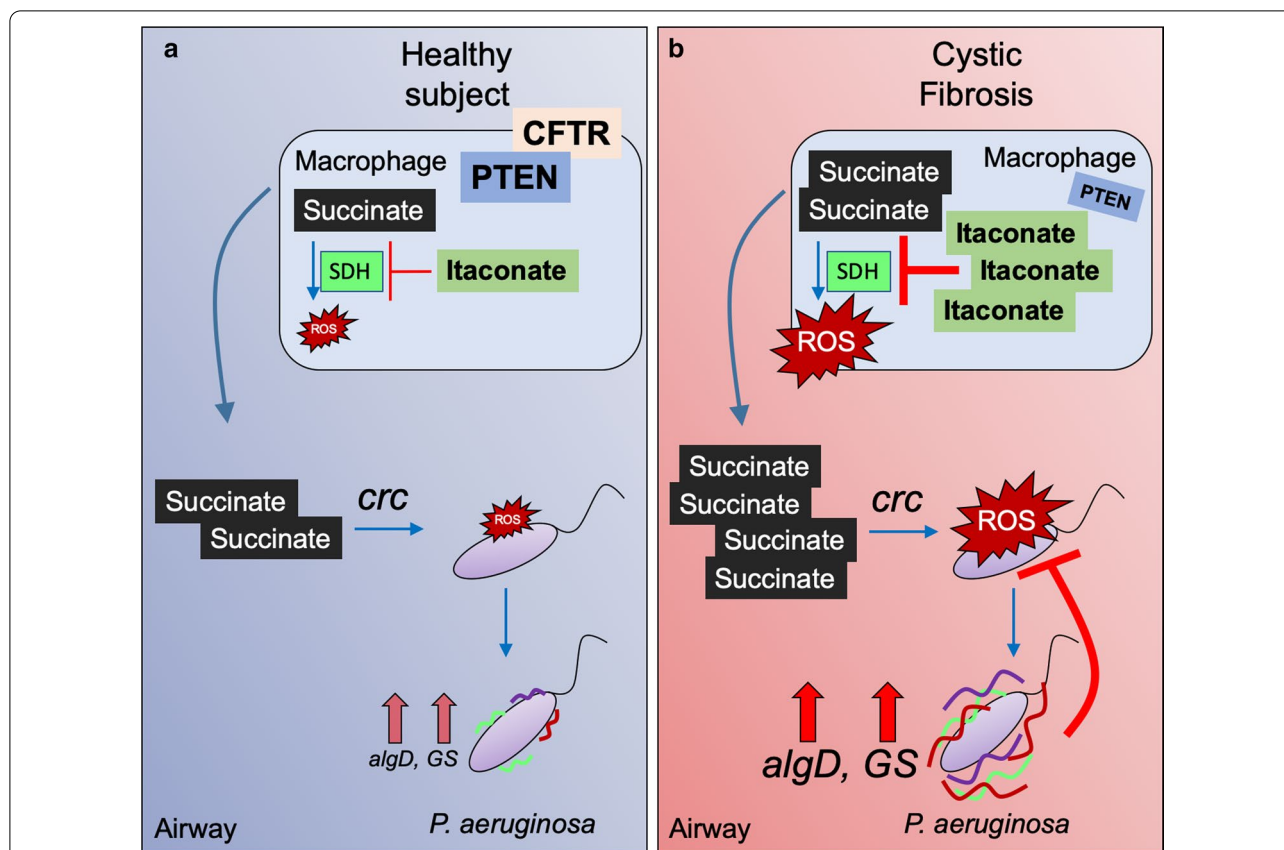 a
Healthy
subject
CFTR
Macrophage
PTEN
Succinate
SDH
Itaconate
ROS
Succinate
Succinate
crc
ROS
algD, GS
Airway
P. aeruginosa
b
Cystic
Fibrosis
Macrophage
Succinate
PTEN
Succinate
Itaconate
SDH
Itaconate
Itaconate
ROS
Succinate
Succinate
crc
Succinate
Succinate
ROS
algD, GS
Airway
P. aeruginosa